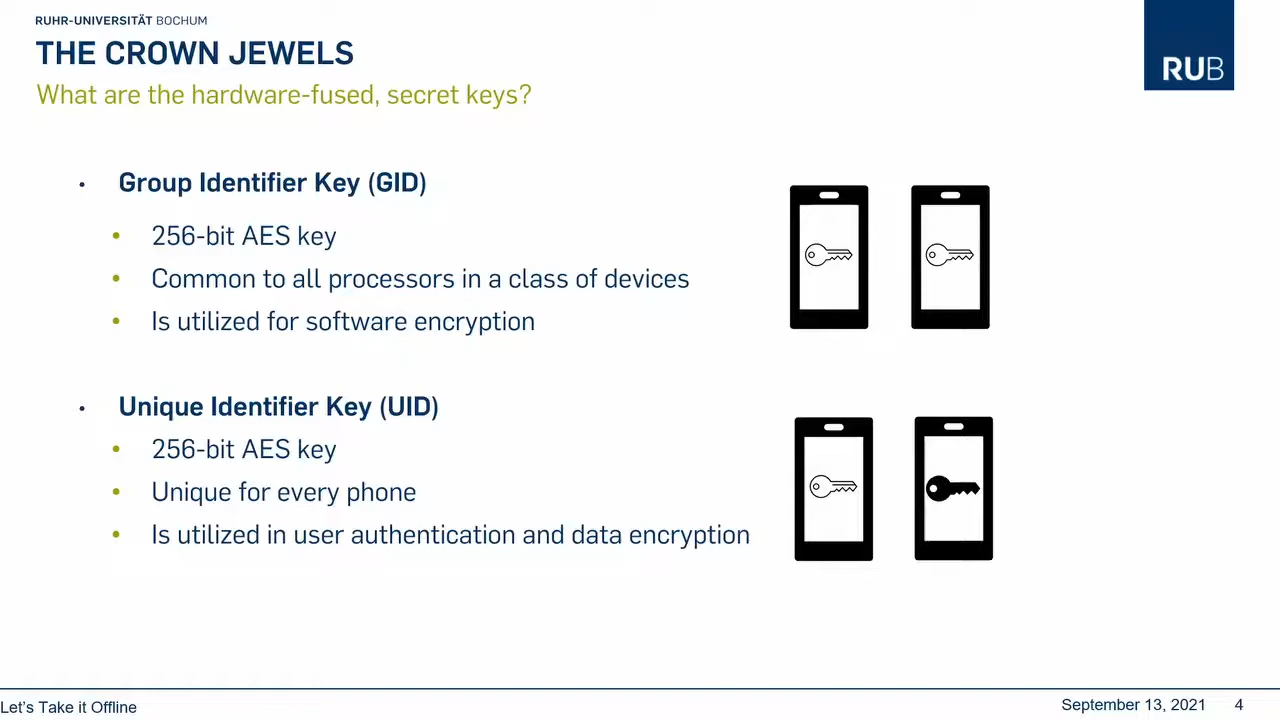 RUHR-UNIVERSITÄT BOCHUM
THE CROWN JEWELS
What are the hardware-fused, secret keys?
RUB
• Group Identifier Key (GID)
• 256-bit AES key
• Common to all processors in a class of devices
• Is utilized for software encryption
• Unique Identifier Key (UID)
• 256-bit AES key
• Unique for every phone
• Is utilized in user authentication and data encryption
Let's Take it Offline
September 13, 2021 4